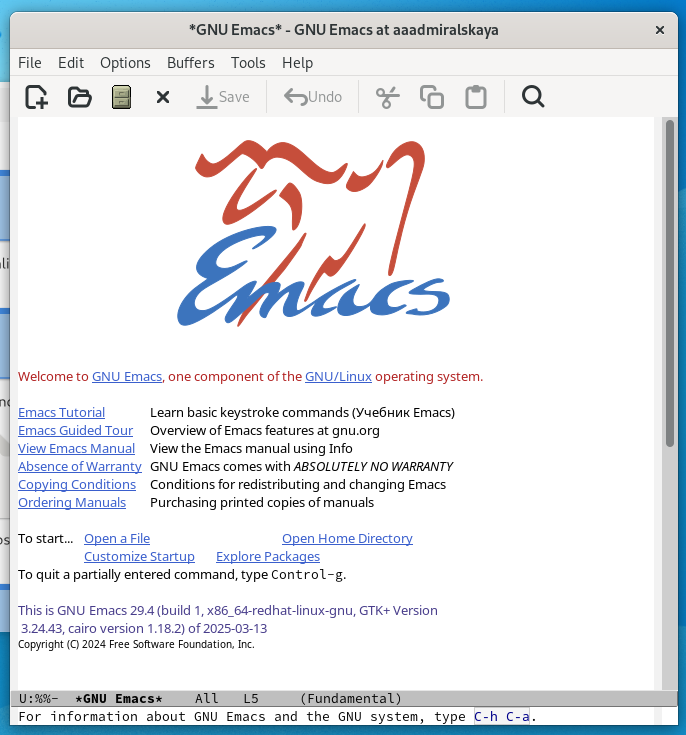 *GNU Emacs* - GNU Emacs at aaadmiralskaya
File Edit Options Buffers Tools Help
Save Undo
Emacs
Welcome to GNU Emacs, one component of the GNU/Linux operating system.
Emacs Tutorial Learn basic keystroke commands (Учебник Emacs)
Emacs Guided Tour Overview of Emacs features at gnu.org
View Emacs Manual View the Emacs manual using Info
Absence of Warranty GNU Emacs comes with ABSOLUTELY NO WARRANTY
Copying Conditions Conditions for redistributing and changing Emacs
Ordering Manuals Purchasing printed copies of manuals
To start... Open a File Open Home Directory
Customize Startup Explore Packages
To quit a partially entered command, type Control-g.
This is GNU Emacs 29.4 (build 1, x86_64-redhat-linux-gnu, GTK+ Version
3.24.43, cairo version 1.18.2) of 2025-03-13
Copyright (C) 2024 Free Software Foundation, Inc.
U:%%- *GNU Emacs* All L5 (Fundamental)
For information about GNU Emacs and the GNU system, type C-h C-a.